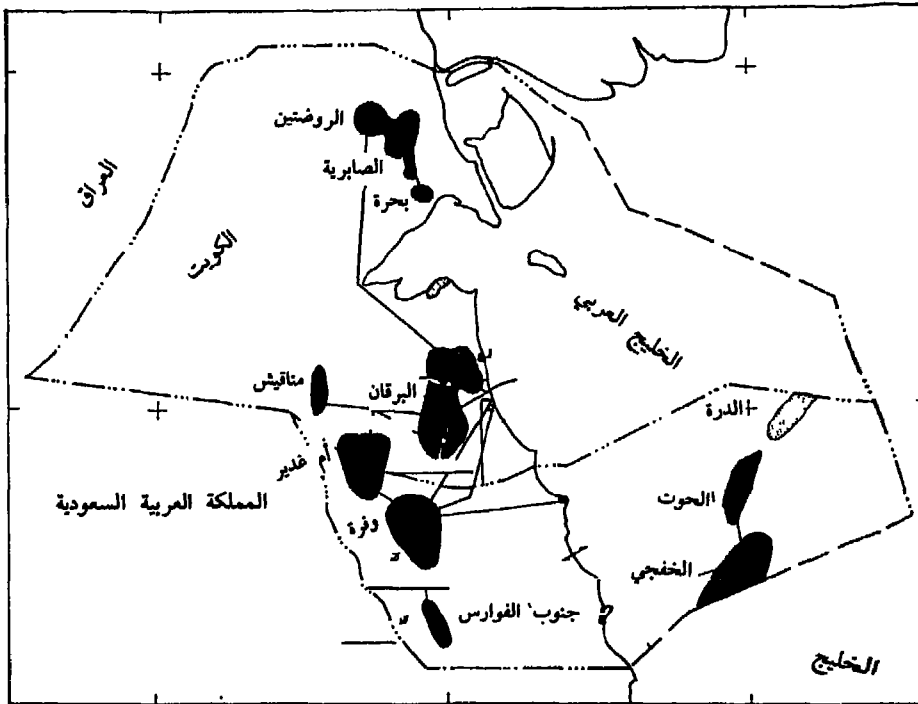 الروضتين
الصابرية
بحرة
العراق
الكويت
الخليج العربي
مناقيش
البرقان
الدرة
أم غدير
المملكة العربية السعودية
وفرة
الحوت
الخفجي
جنوب الفوارس
الخليج